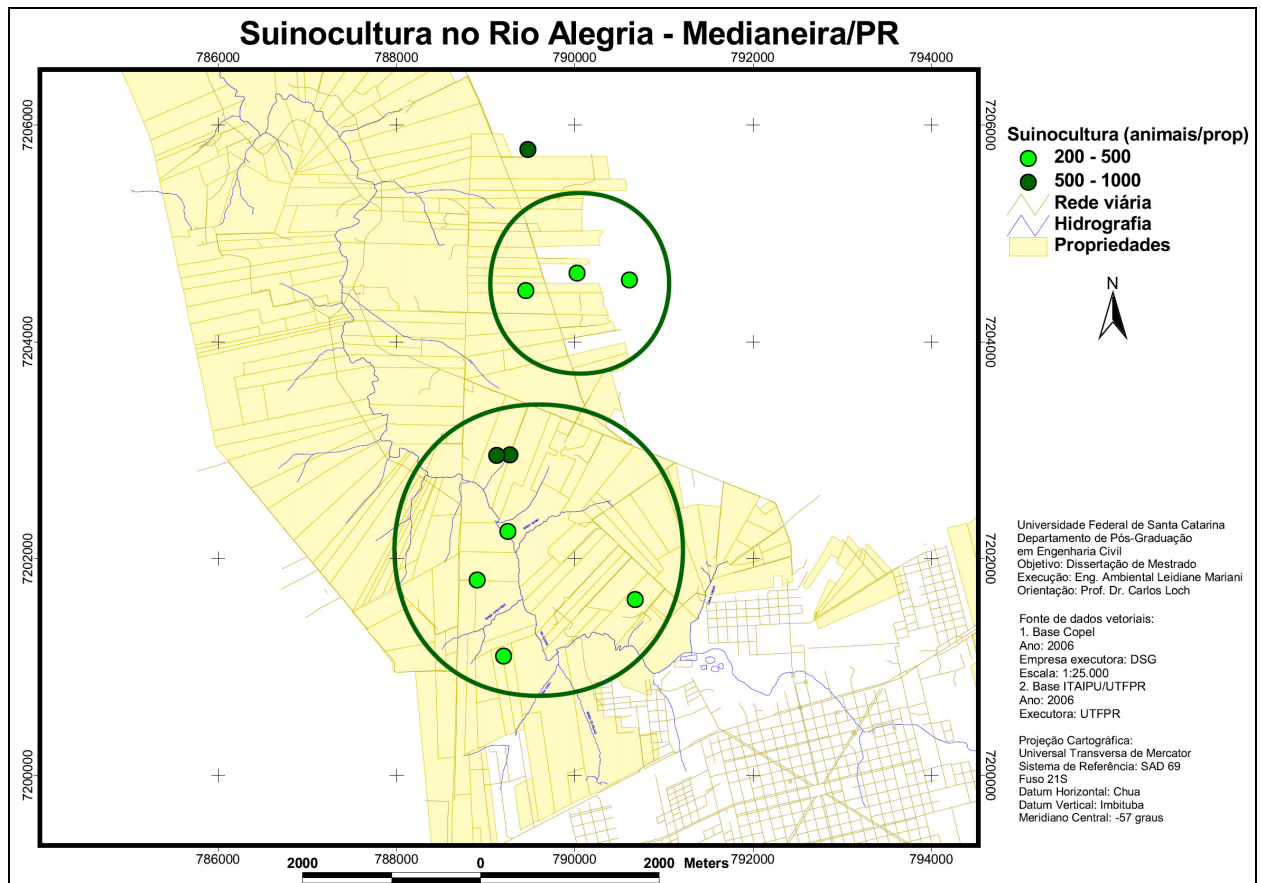 Suinocultura no Rio Alegria - Medianeira/PR
786000 788000 790000 792000 794000
7206000 7206000
7204000 7204000
7202000 7202000
7200000 7200000
Suinocultura (animais/prop)
200 - 500
500 - 1000
Rede viária
Hidrografia
Propriedades
N
Universidade Federal de Santa Catarina
Departamento de Pós-Graduação
em Engenharia Civil
Objetivo: Dissertação de Mestrado
Execução: Eng. Ambiental Leidiane Mariani
Orientação: Prof. Dr. Carlos Loch
Fonte de dados vetoriais:
1. Base Copel
Ano: 2006
Empresa executora: DSG
Escala: 1:25.000
2. Base ITAIPU/UTFPR
Ano: 2006
Executora: UTFPR
Projeção Cartográfica:
Universal Transversa de Mercator
Sistema de Referência: SAD 69
Fuso 21S
Datum Horizontal: Chua
Datum Vertical: Imbituba
Meridiano Central: -57 graus
786000 788000 790000 792000 794000
2000 0 2000 Meters